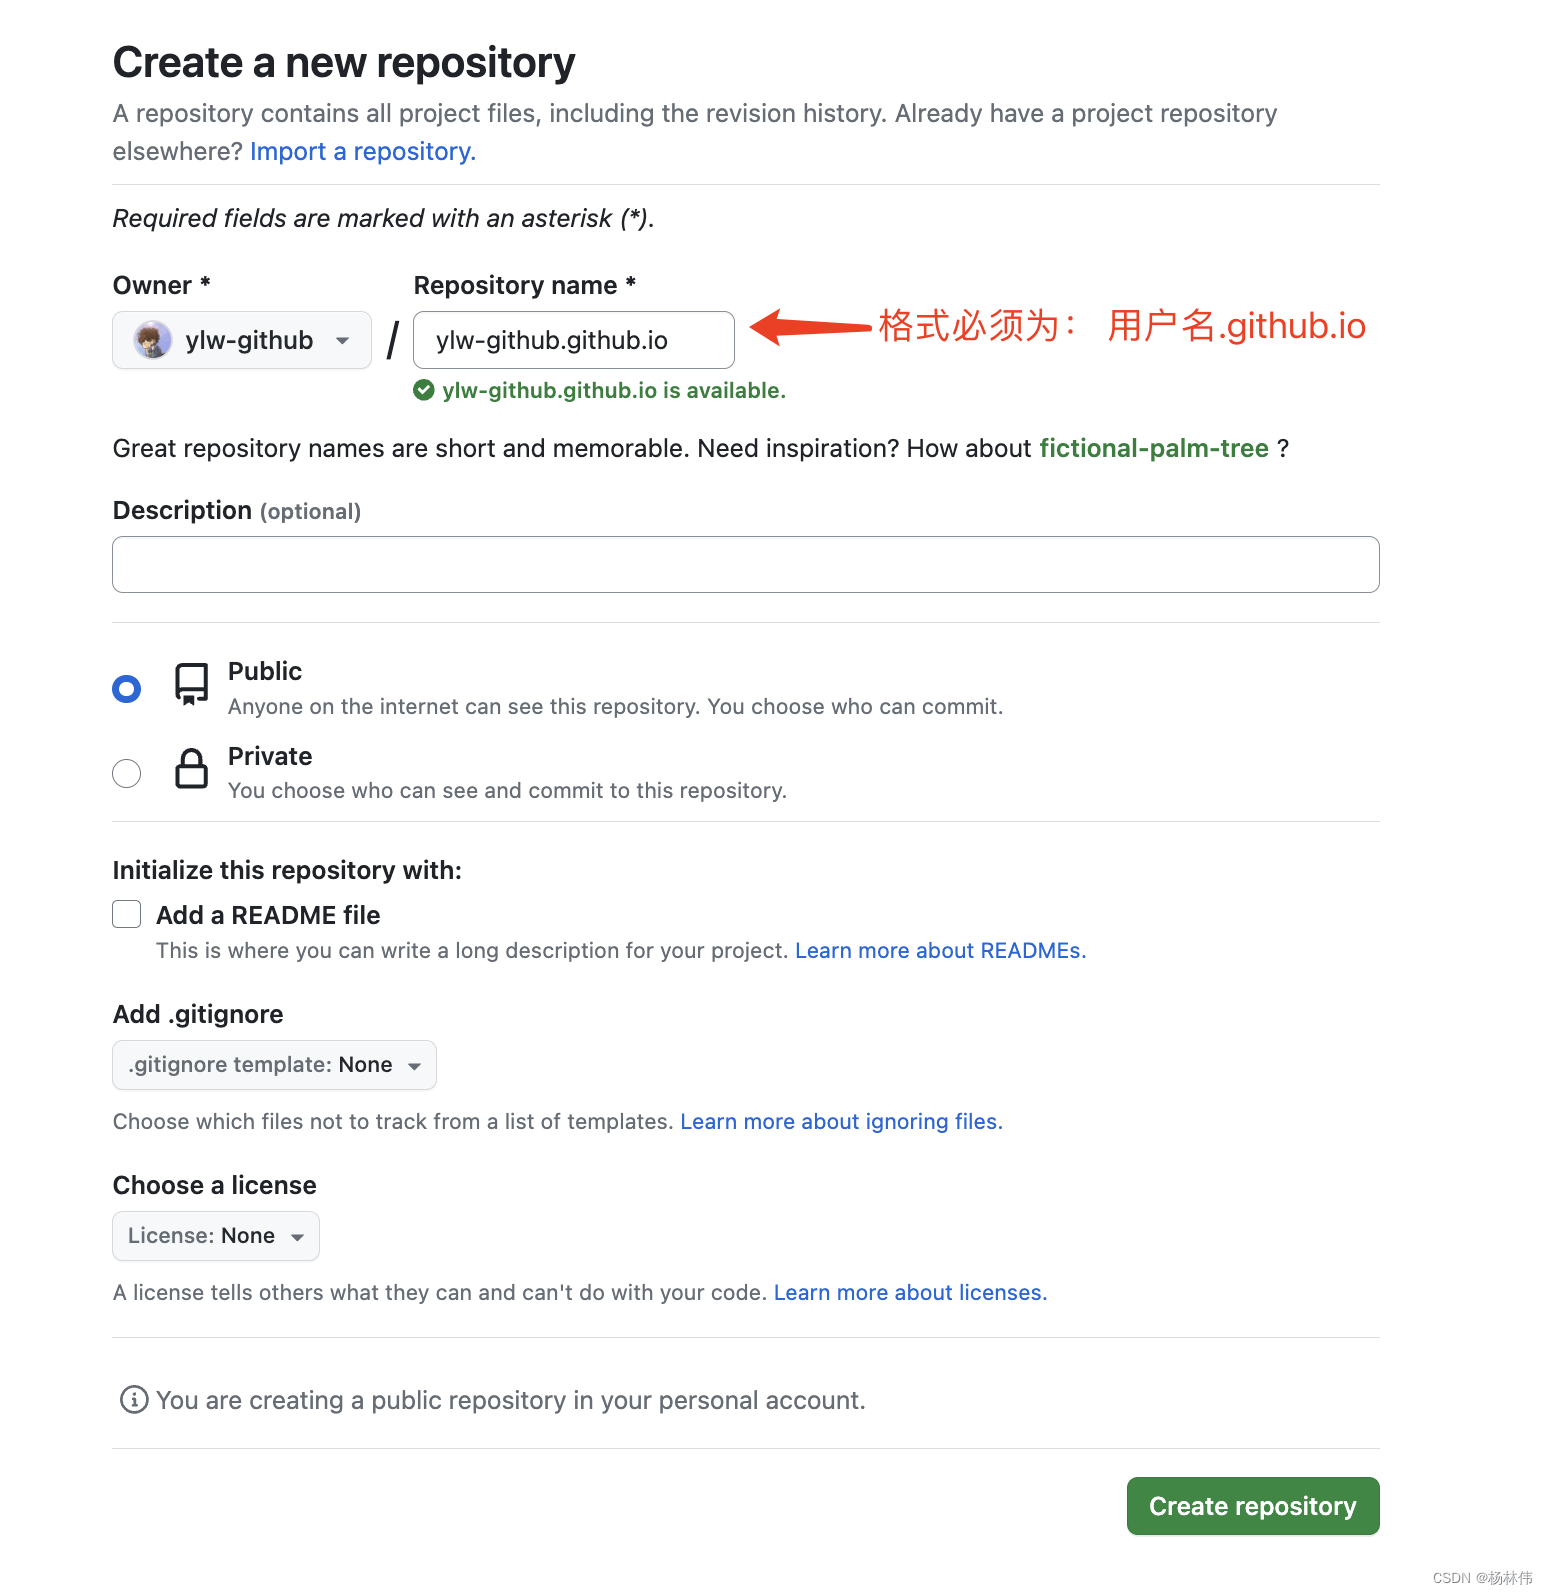 Create a new repository
A repository contains all project files, including the revision history. Already have a project repository
elsewhere? Import a repository.
Required fields are marked with an asterisk (*).
Owner *
Repository name *
ylw-github
/
ylw-github.github.io
格式必须为： 用户名.github.io
ylw-github.github.io is available.
Great repository names are short and memorable. Need inspiration? How about fictional-palm-tree ?
Description (optional)
Public
Anyone on the internet can see this repository. You choose who can commit.
Private
You choose who can see and commit to this repository.
Initialize this repository with:
Add a README file
This is where you can write a long description for your project. Learn more about READMEs.
Add .gitignore
.gitignore template: None
Choose which files not to track from a list of templates. Learn more about ignoring files.
Choose a license
License: None
A license tells others what they can and can't do with your code. Learn more about licenses.
You are creating a public repository in your personal account.
Create repository
CSDN @杨林伟